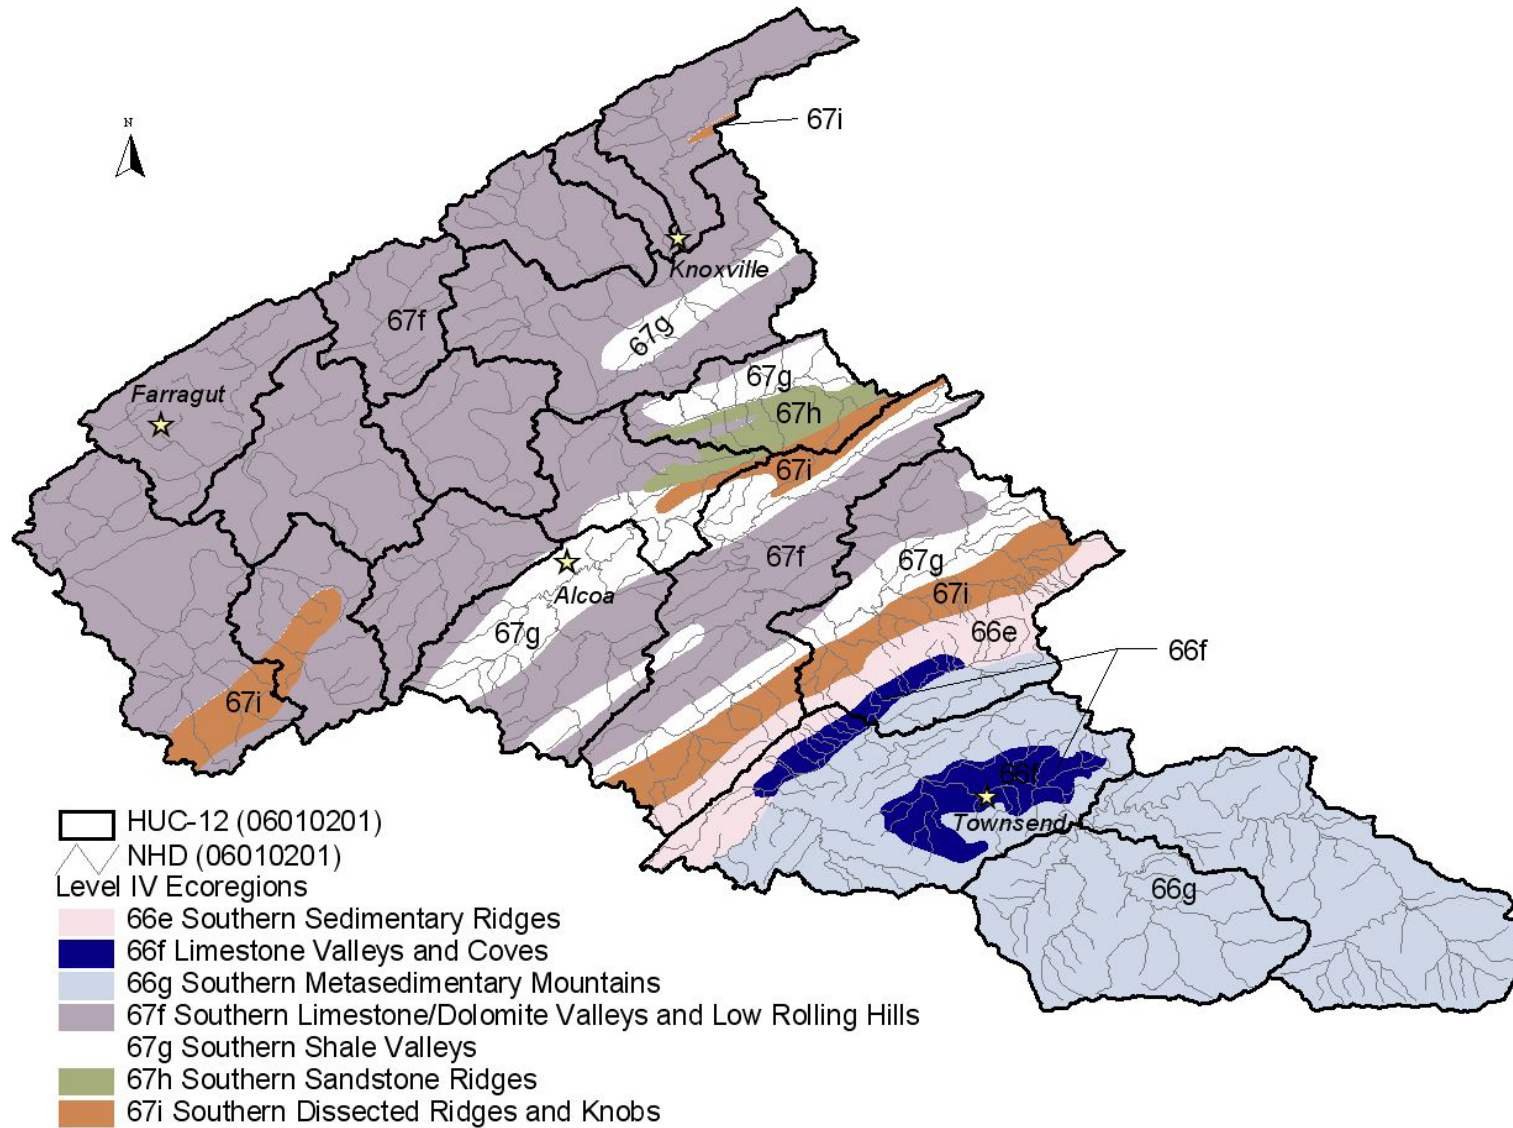 N
67i
Knoxville
67f
67g
Farragut
67g
67h
67i
67f
67g
Alcoa
67i
67g
66e
66f
67i
66f
Townsend
66g
HUC-12 (06010201)
NHD (06010201)
Level IV Ecoregions
66e Southern Sedimentary Ridges
66f Limestone Valleys and Coves
66g Southern Metasedimentary Mountains
67f Southern Limestone/Dolomite Valleys and Low Rolling Hills
67g Southern Shale Valleys
67h Southern Sandstone Ridges
67i Southern Dissected Ridges and Knobs